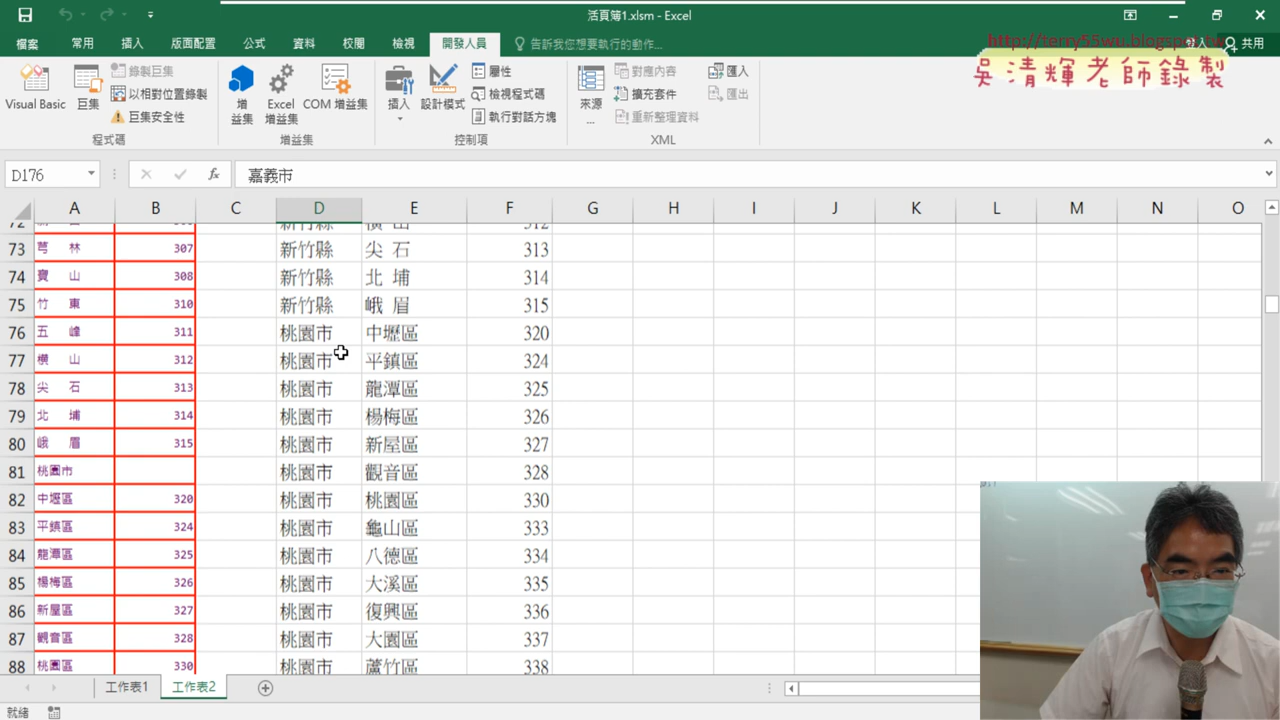 活頁簿1.xlsm - Excel
檔案 常用 插入 版面配置 公式 資料 校閱 檢視 開發人員 告訴我您想要執行的動作... 登入 共用
http://terry55wu.blogspot.tw
吳清輝老師錄製
Visual Basic 巨集 錄製巨集 以相對位置錄製 巨集安全性
增益集 Excel 增益集 COM 增益集
插入 設計模式 屬性 檢視程式碼 執行對話方塊
來源... 對應內容 擴充套件 重新整理資料 匯入 匯出
程式碼 增益集 控制項 XML
D176 fx 嘉義市
A B C D E F G H I J K L M N O
73 芎 林 307 新竹縣 尖 石 313
74 寶 山 308 新竹縣 北 埔 314
75 竹 東 310 新竹縣 峨 眉 315
76 五 峰 311 桃園市 中壢區 320
77 橫 山 312 桃園市 平鎮區 324
78 尖 石 313 桃園市 龍潭區 325
79 北 埔 314 桃園市 楊梅區 326
80 峨 眉 315 桃園市 新屋區 327
81 桃園市 桃園市 觀音區 328
82 中壢區 320 桃園市 桃園區 330
83 平鎮區 324 桃園市 龜山區 333
84 龍潭區 325 桃園市 八德區 334
85 楊梅區 326 桃園市 大溪區 335
86 新屋區 327 桃園市 復興區 336
87 觀音區 328 桃園市 大園區 337
88 桃園區 330 桃園市 蘆竹區 338
工作表1 工作表2
就緒